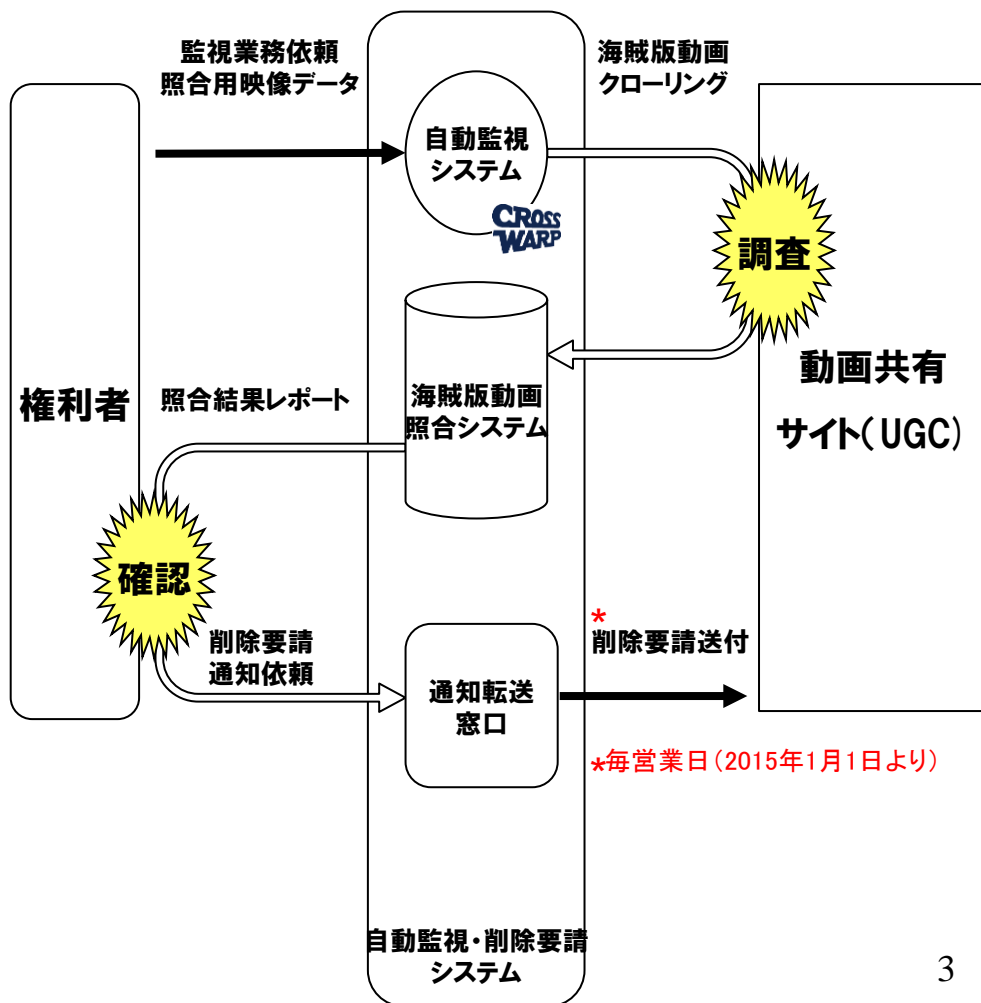 監視業務依頼
照合用映像データ
海賊版動画
クローリング
自動監視
システム
CROSS
WARP
調査
動画共有
サイト(UGC)
権利者
照合結果レポート
海賊版動画
照合システム
確認
削除要請
通知依頼
*
削除要請送付
通知転送
窓口
*毎営業日(2015年1月1日より)
自動監視・削除要請
システム
3